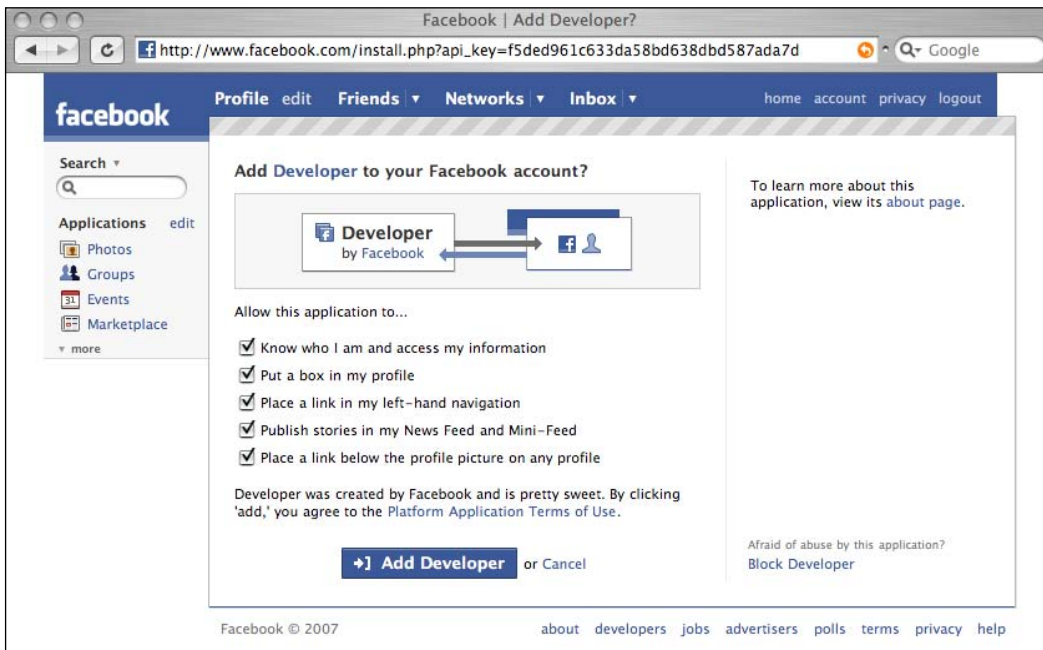 Facebook | Add Developer?
http://www.facebook.com/install.php?api_key=f5ded961c633da58bd638dbd587ada7d
Google
facebook
Profile edit Friends Networks Inbox home account privacy logout
Search
Applications edit
Photos
Groups
31 Events
Marketplace
more
Add Developer to your Facebook account?
Developer
by Facebook
Allow this application to...
Know who I am and access my information
Put a box in my profile
Place a link in my left-hand navigation
Publish stories in my News Feed and Mini-Feed
Place a link below the profile picture on any profile
Developer was created by Facebook and is pretty sweet. By clicking
'add,' you agree to the Platform Application Terms of Use.
Add Developer or Cancel
To learn more about this
application, view its about page.
Afraid of abuse by this application?
Block Developer
Facebook © 2007 about developers jobs advertisers polls terms privacy help